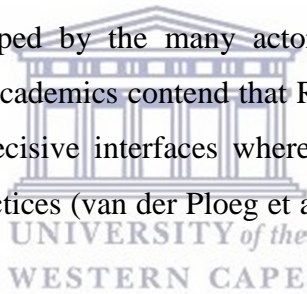 ped by the many actor
cademics contend that R
ecisive interfaces where
ctices (van der Ploeg et a
UNIVERSITY of the
WESTERN CAPE